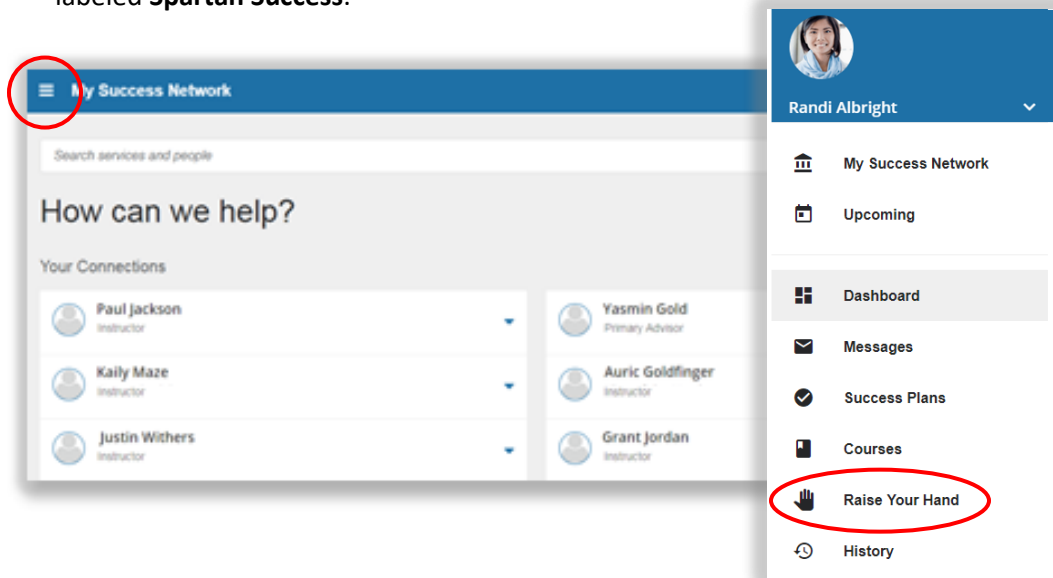 labeled Spartan Success.
My Success Network
Search services and people
How can we help?
Your Connections
Paul Jackson
Instructor
Yasmin Gold
Primary Advisor
Kaily Maze
Instructor
Auric Goldfinger
Instructor
Justin Withers
Instructor
Grant Jordan
Instructor
Randi Albright
My Success Network
Upcoming
Dashboard
Messages
Success Plans
Courses
Raise Your Hand
History